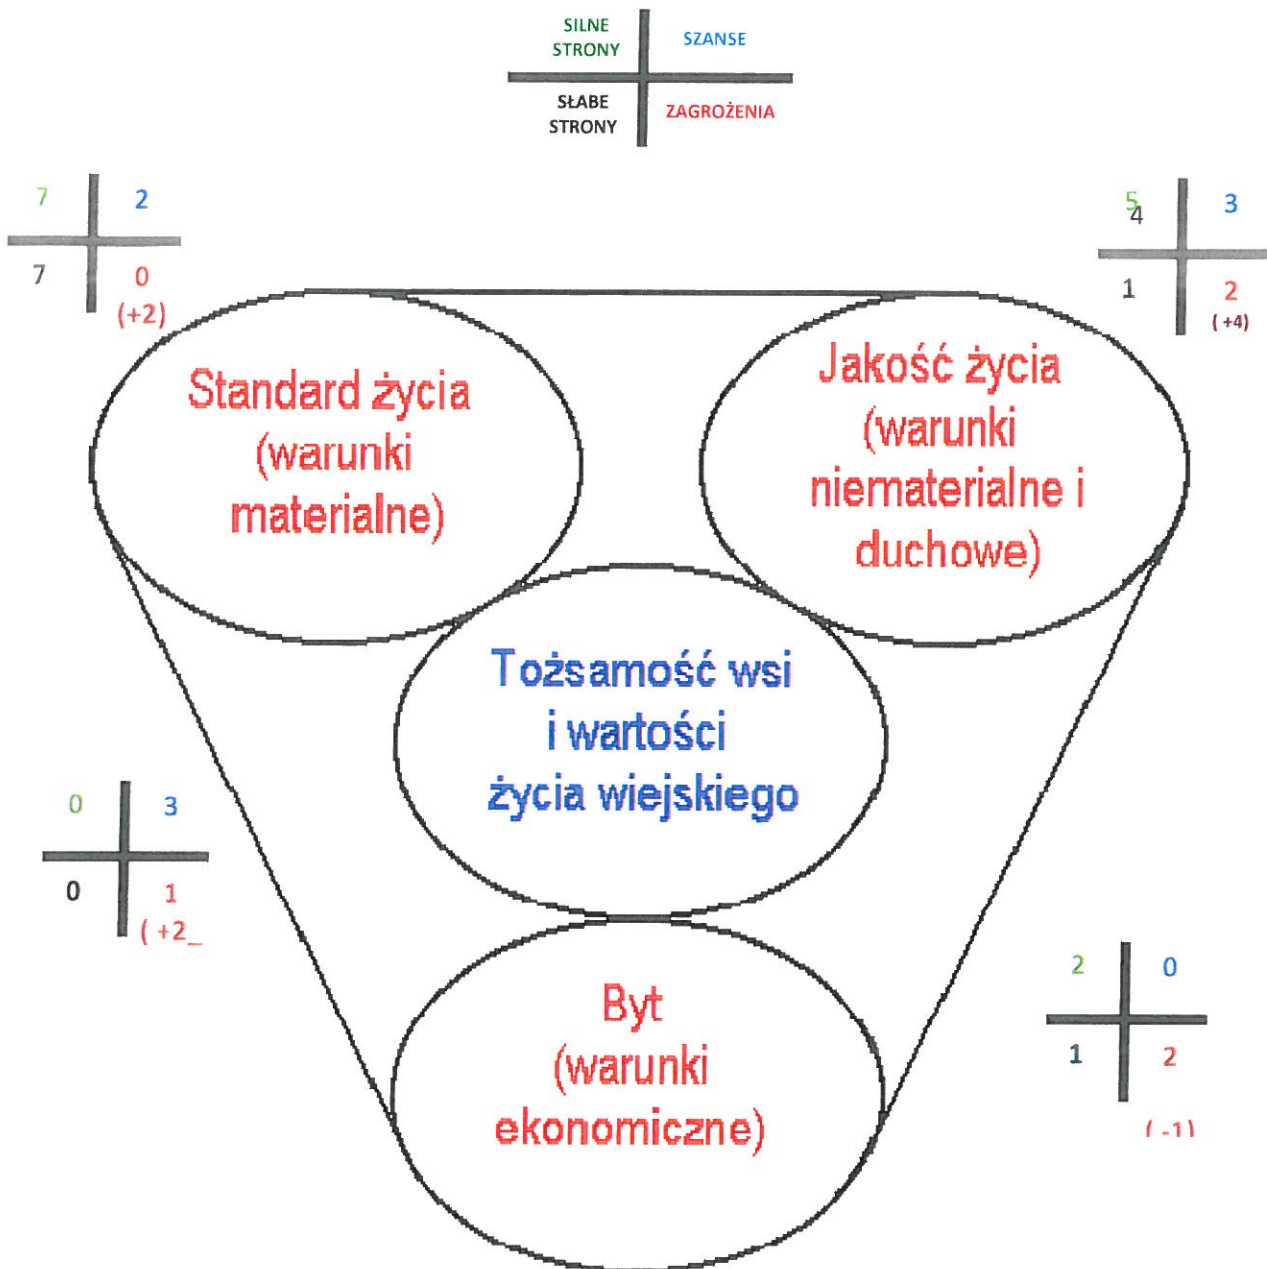 SILNE
STRONY
SZANSE
SŁABE
STRONY
ZAGROŻENIA
7
2
7
0
(+2)
5
4
3
1
2
( +4)
Standard życia
(warunki
materialne)
Jakość życia
(warunki
niematerialne i
duchowe)
Tożsamość wsi
i wartości
życia wiejskiego
0
3
0
1
( +2_
2
0
1
2
( -1)
Byt
(warunki
ekonomiczne)